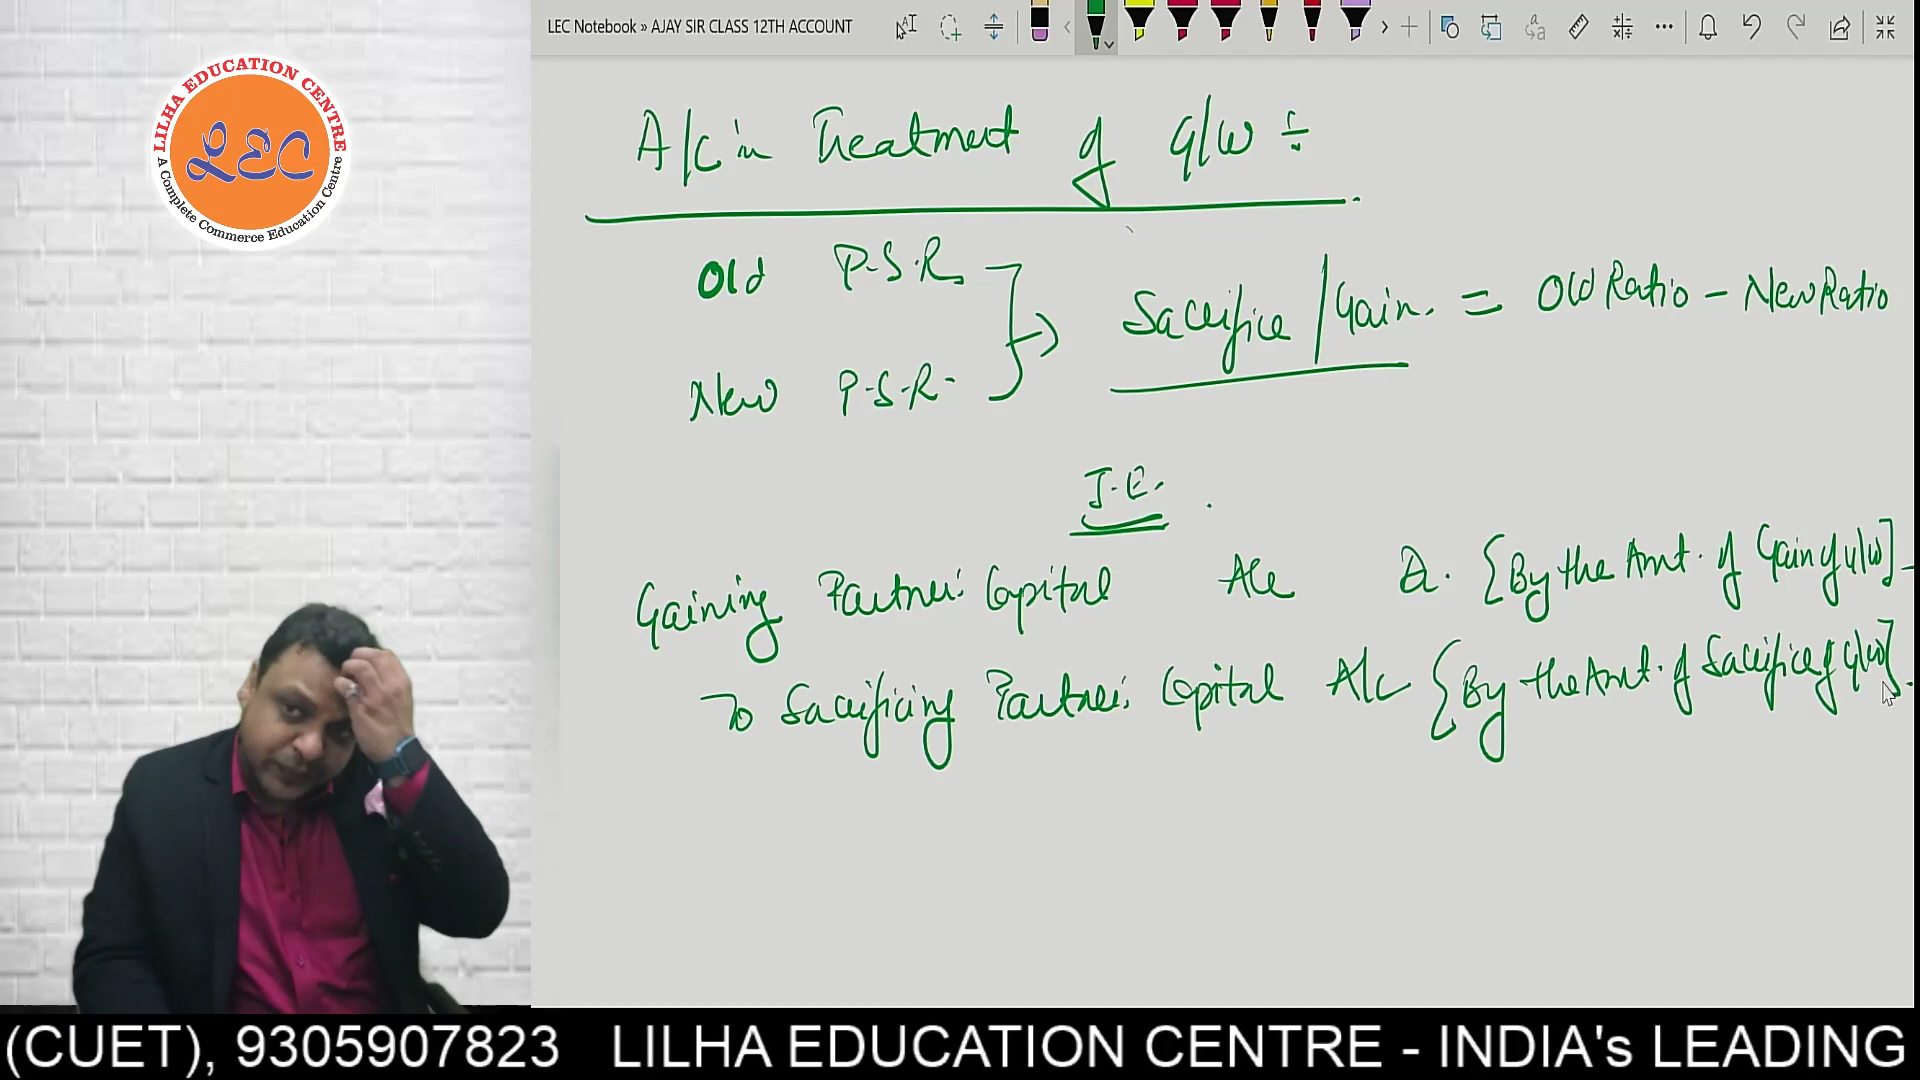 LEC Notebook » AJAY SIR CLASS 12TH ACCOUNT
LILHA EDUCATION CENTRE
LEC
A Complete Commerce Education Centre
A/cin Treatment of G/W ÷
Old P.S.R.
Sacrifice / Gain. = Old Ratio - New Ratio
New P.S.R.
J.E.
Gaining Partner's Capital A/c Dr. {By the Amt. of Gain of G/W]
To Sacrificing Partner's Capital A/c {By the Amt. of Sacrifice of G/W].
(CUET), 9305907823 LILHA EDUCATION CENTRE - INDIA's LEADING